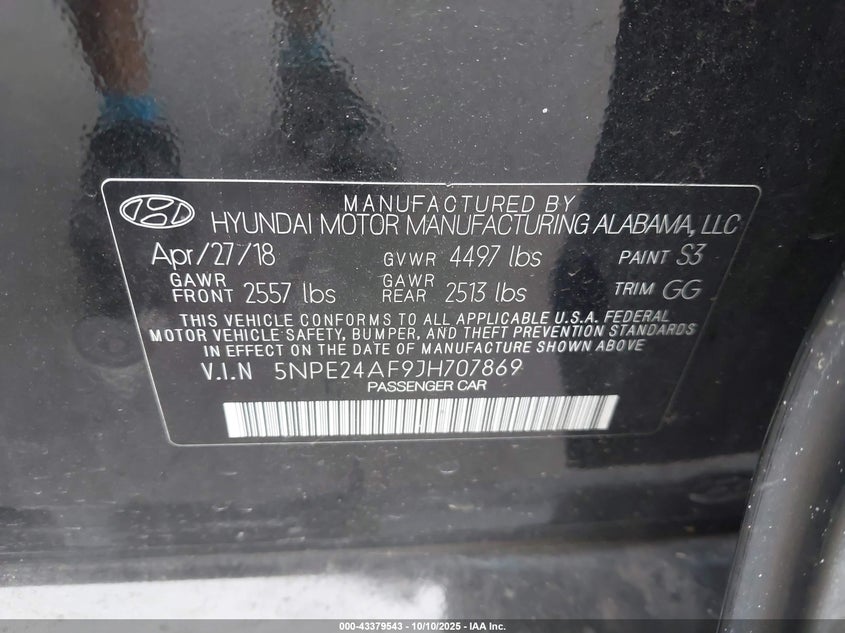 MANUFACTURED BY
HYUNDAI MOTOR MANUFACTURING ALABAMA, LLC
Apr/27/18 GVWR 4497 lbs PAINT S3
GAWR FRONT 2557 lbs GAWR REAR 2513 lbs TRIM GG
THIS VEHICLE CONFORMS TO ALL APPLICABLE U.S.A. FEDERAL
MOTOR VEHICLE SAFETY, BUMPER, AND THEFT PREVENTION STANDARDS
IN EFFECT ON THE DATE OF MANUFACTURE SHOWN ABOVE
V.I.N 5NPE24AF9JH707869
PASSENGER CAR
000-43379543 - 10/10/2025 - IAA Inc.